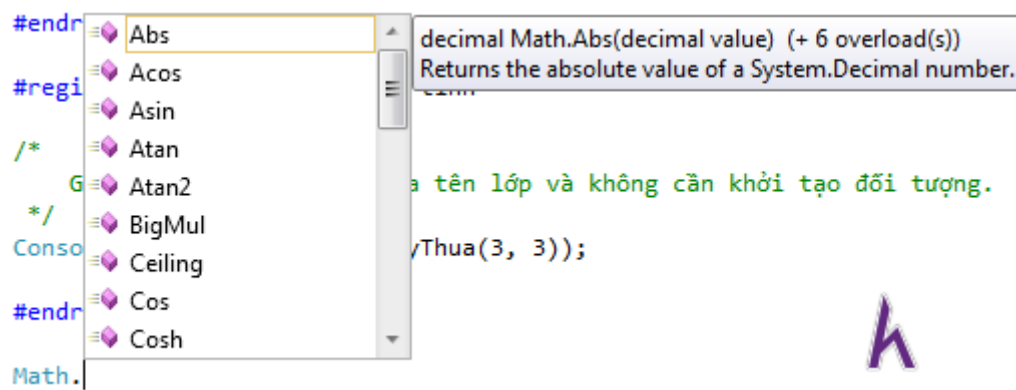 #endr
Abs
decimal Math.Abs(decimal value) (+ 6 overload(s))
Returns the absolute value of a System.Decimal number.
Acos
#regi
Asin
/*
Atan
G
Atan2
a tên lớp và không cần khởi tạo đối tượng.
*/
BigMul
Conso
yThua(3, 3));
Ceiling
Cos
#endr
Cosh
Math.